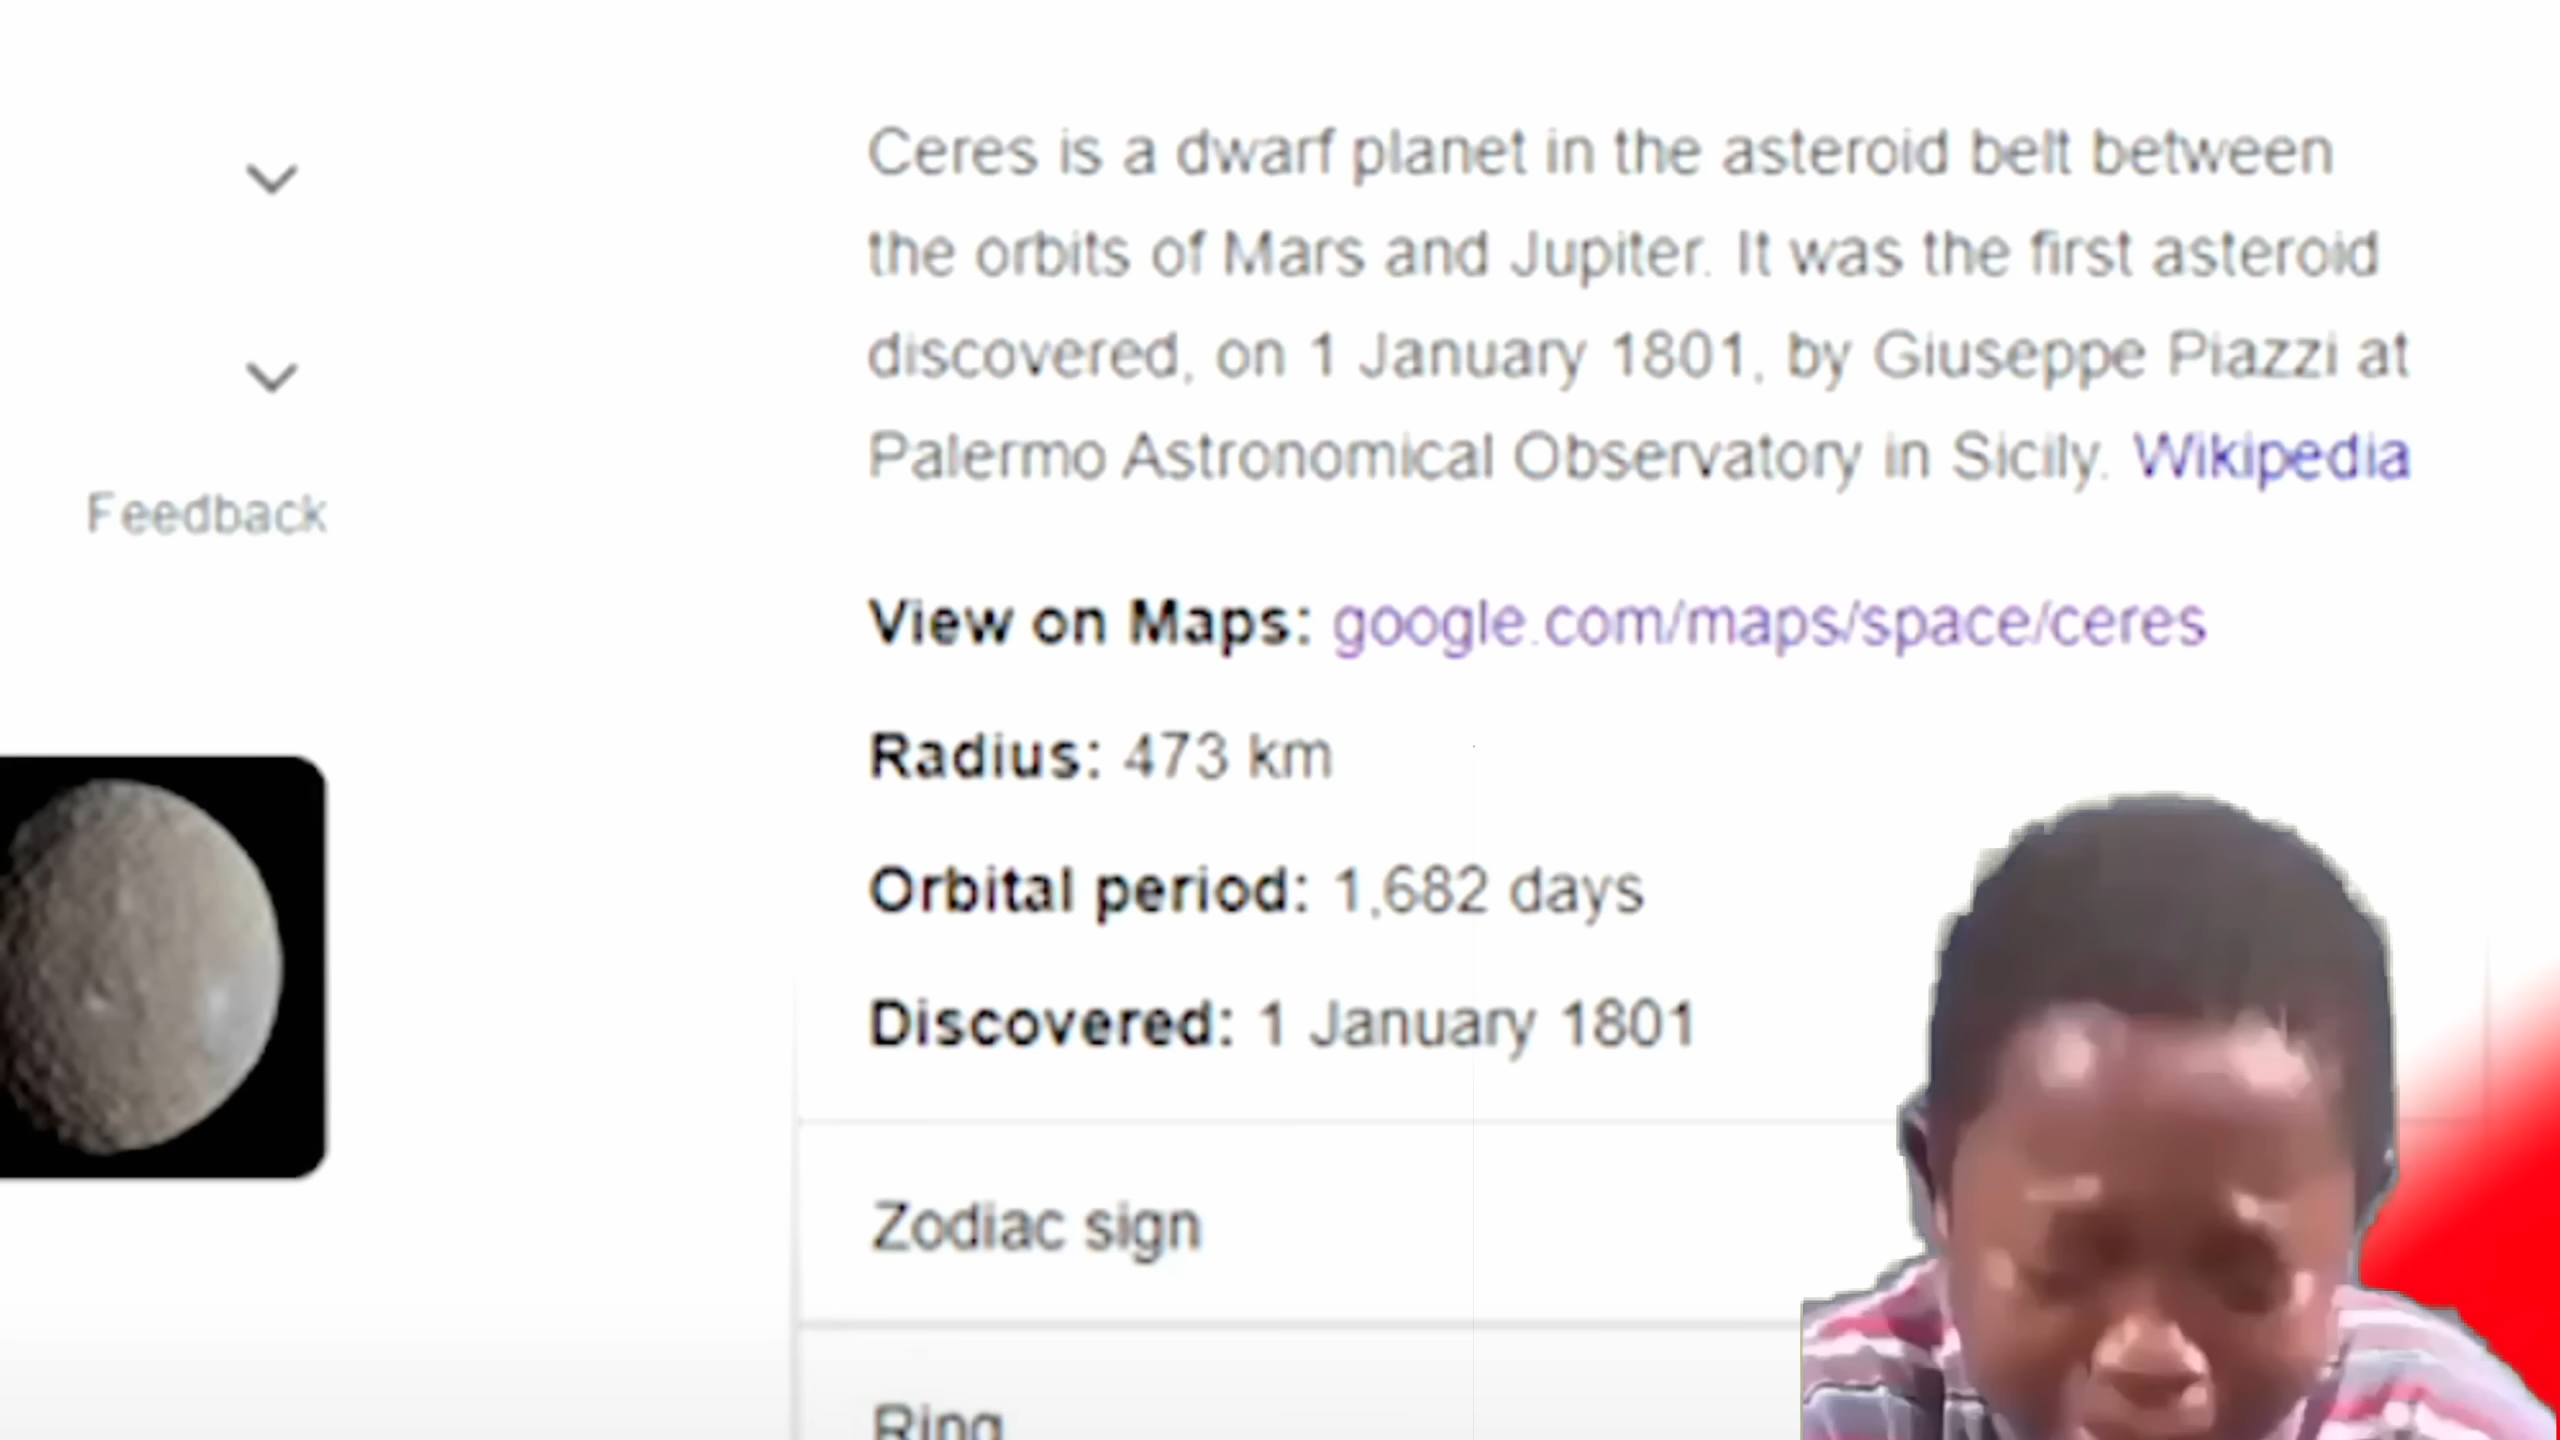 Ceres is a dwarf planet in the asteroid belt between
the orbits of Mars and Jupiter. It was the first asteroid
discovered, on 1 January 1801, by Giuseppe Piazzi at
Palermo Astronomical Observatory in Sicily. Wikipedia
Feedback
View on Maps: google.com/maps/space/ceres
Radius: 473 km
Orbital period: 1,682 days
Discovered: 1 January 1801
Zodiac sign
Ring